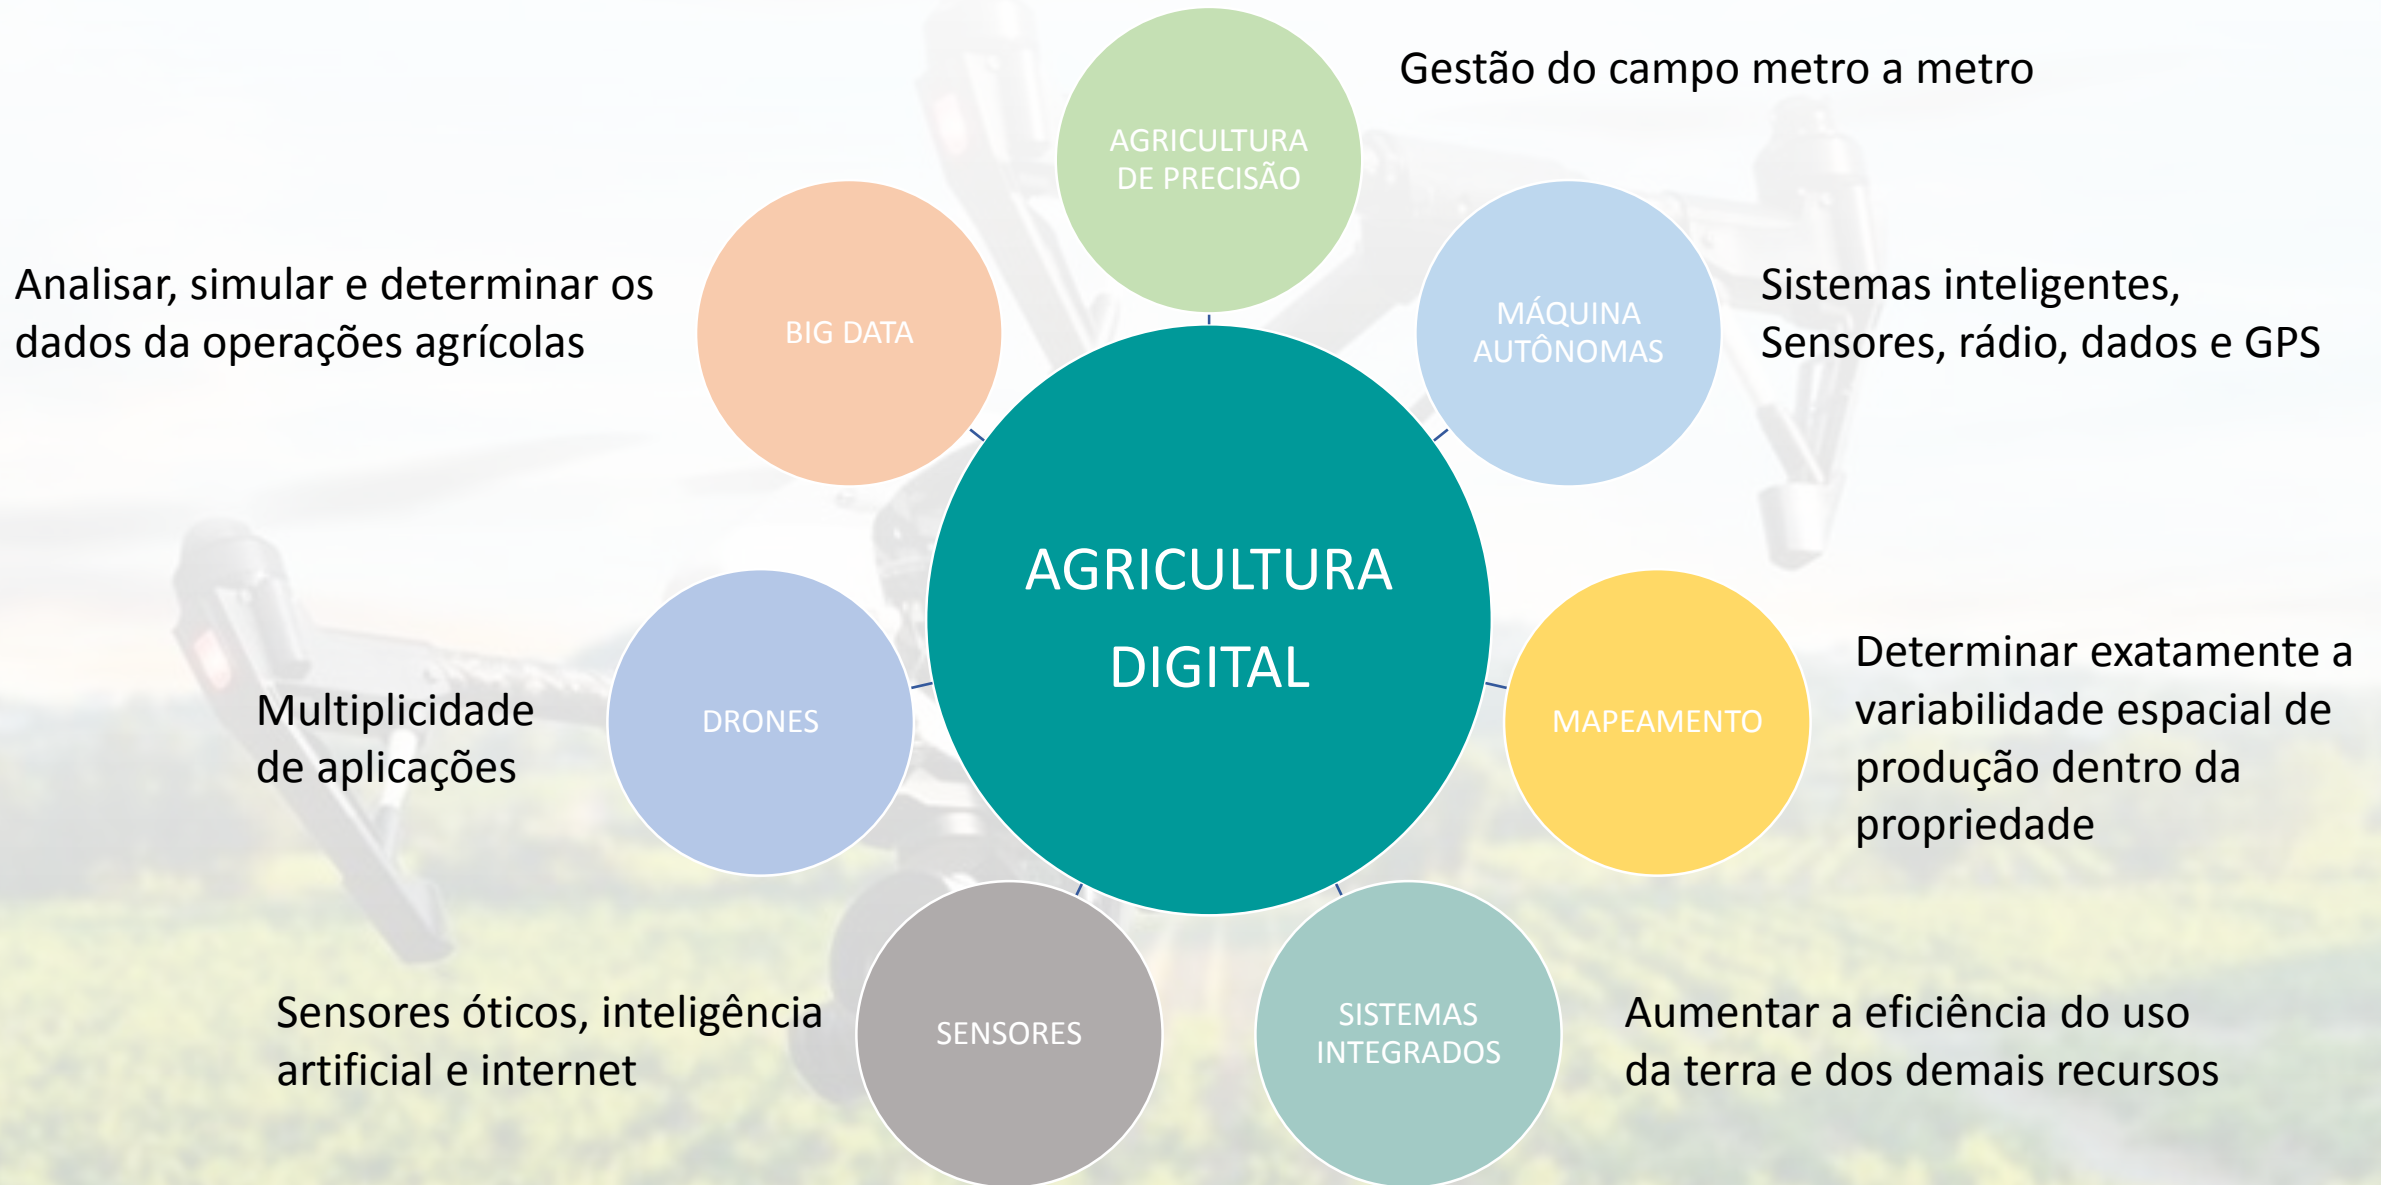 Gestão do campo metro a metro
AGRICULTURA
DE PRECISÃO
Analisar, simular e determinar os
dados da operações agrícolas
BIG DATA
MÁQUINA
AUTÔNOMAS
Sistemas inteligentes,
Sensores, rádio, dados e GPS
AGRICULTURA
DIGITAL
Multiplicidade
de aplicações
DRONES
MAPEAMENTO
Determinar exatamente a
variabilidade espacial de
produção dentro da
propriedade
Sensores óticos, inteligência
artificial e internet
SENSORES
SISTEMAS
INTEGRADOS
Aumentar a eficiência do uso
da terra e dos demais recursos